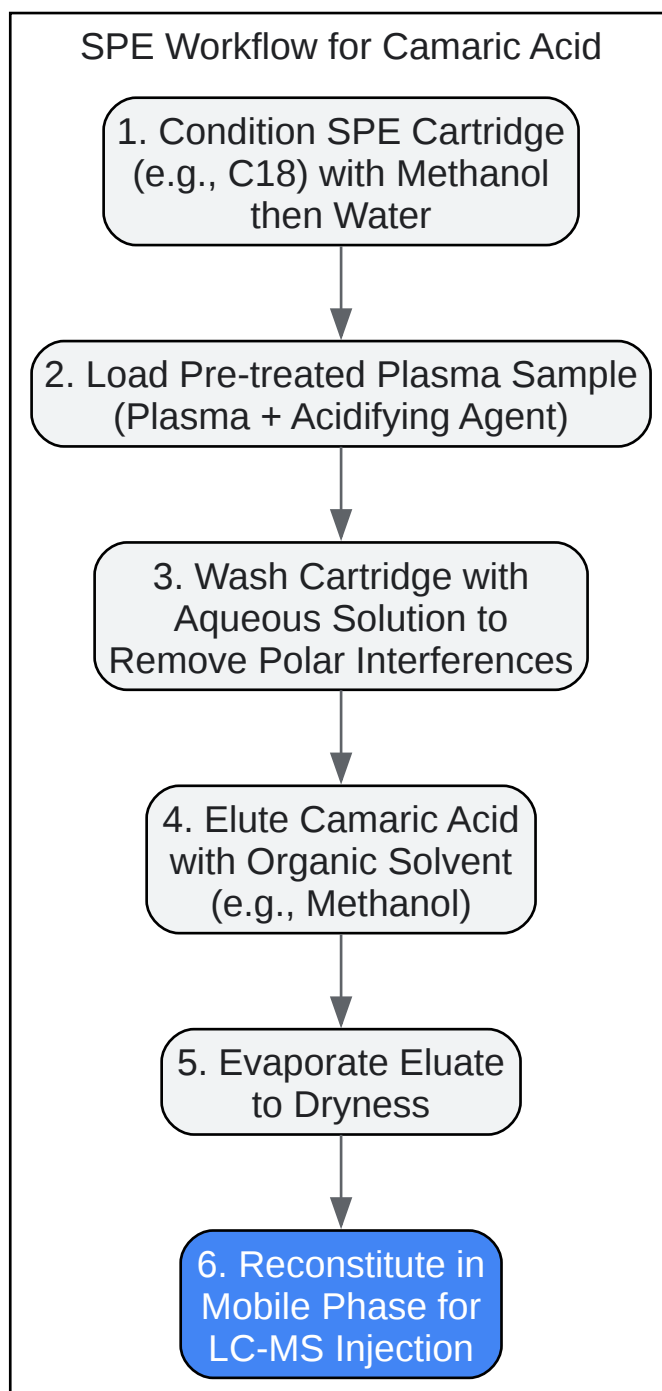 SPE Workflow for Camaric Acid
1. Condition SPE Cartridge
(e.g., C18) with Methanol
then Water
2. Load Pre-treated Plasma Sample
(Plasma + Acidifying Agent)
3. Wash Cartridge with
Aqueous Solution to
Remove Polar Interferences
4. Elute Camaric Acid
with Organic Solvent
(e.g., Methanol)
5. Evaporate Eluate
to Dryness
6. Reconstitute in
Mobile Phase for
LC-MS Injection